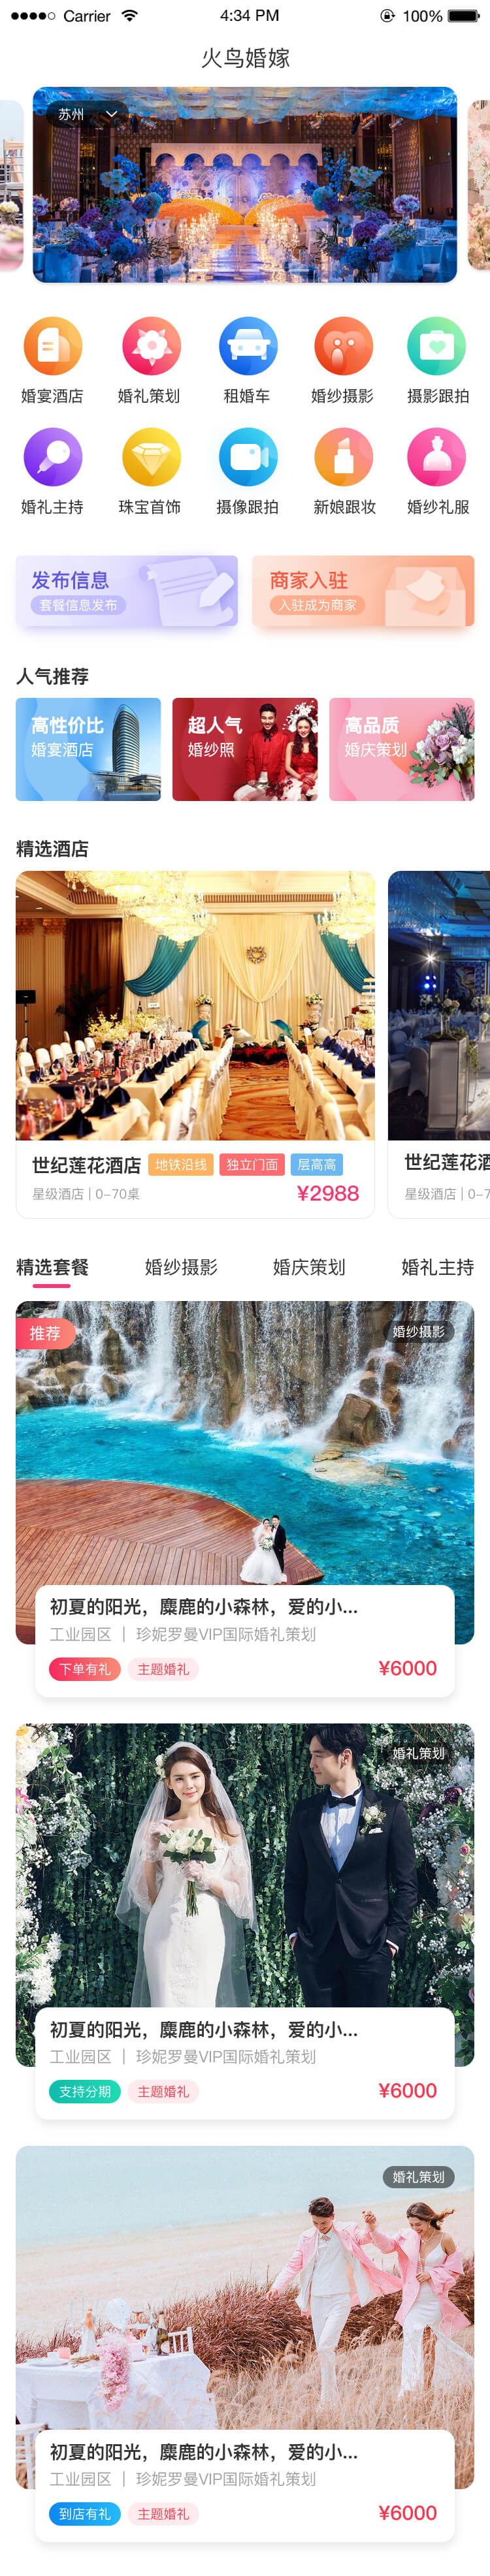 Carrier 4:34 PM 100%
火鸟婚嫁
苏州
婚宴酒店 婚礼策划 租婚车 婚纱摄影 摄影跟拍
婚礼主持 珠宝首饰 摄像跟拍 新娘跟妆 婚纱礼服
发布信息 商家入驻
套餐信息发布 入驻成为商家
人气推荐
高性价比 超人气 高品质
婚宴酒店 婚纱照 婚庆策划
精选酒店
世纪莲花酒店 地铁沿线 独立门面 层高高 世纪莲花酒
星级酒店 | 0-70桌 ¥2988 星级酒店 | 0-7
精选套餐 婚纱摄影 婚庆策划 婚礼主持
推荐 婚纱摄影
初夏的阳光，麋鹿的小森林，爱的小...
工业园区 | 珍妮罗曼VIP国际婚礼策划
下单有礼 主题婚礼 ¥6000
婚礼策划
初夏的阳光，麋鹿的小森林，爱的小...
工业园区 | 珍妮罗曼VIP国际婚礼策划
支持分期 主题婚礼 ¥6000
婚礼策划
初夏的阳光，麋鹿的小森林，爱的小...
工业园区 | 珍妮罗曼VIP国际婚礼策划
到店有礼 主题婚礼 ¥6000